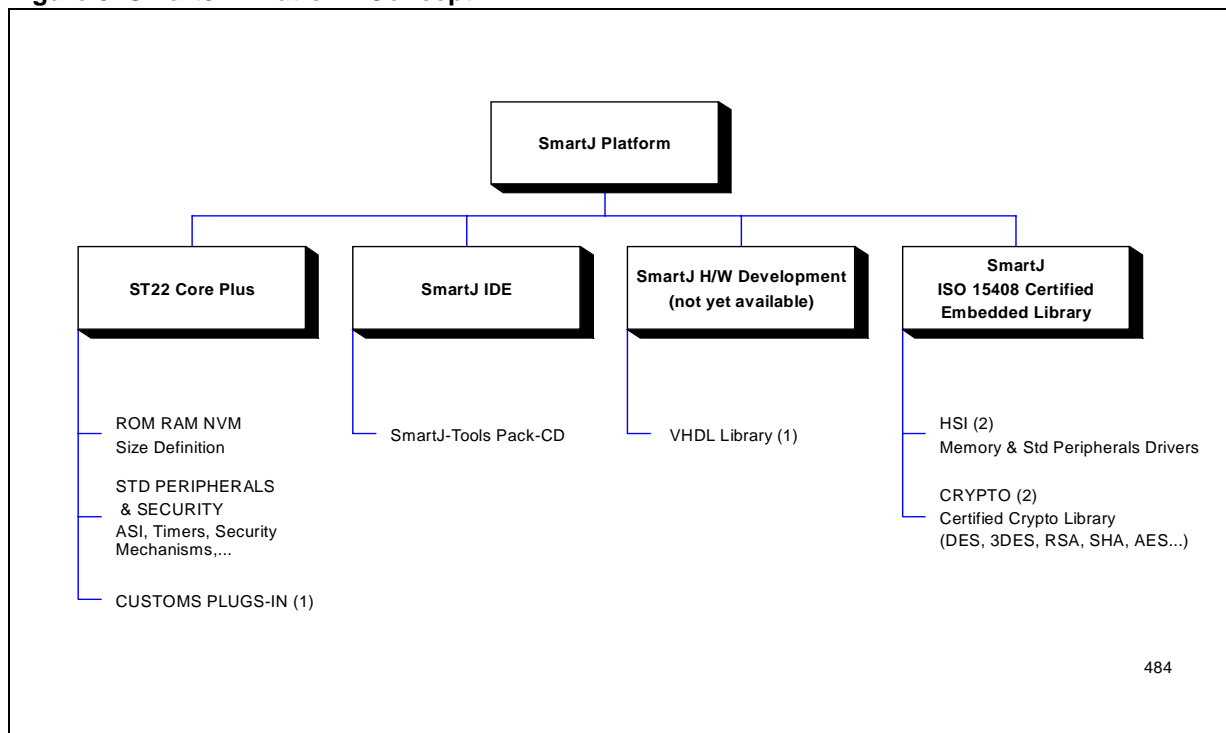 SmartJ Platform
ST22 Core Plus
SmartJ IDE
SmartJ H/W Development
(not yet available)
SmartJ
ISO 15408 Certified
Embedded Library
ROM RAM NVM
Size Definition
STD PERIPHERALS
& SECURITY
ASI, Timers, Security
Mechanisms,...
CUSTOMS PLUGS-IN (1)
SmartJ-Tools Pack-CD
VHDL Library (1)
HSI (2)
Memory & Std Peripherals Drivers
CRYPTO (2)
Certified Crypto Library
(DES, 3DES, RSA, SHA, AES...)
484